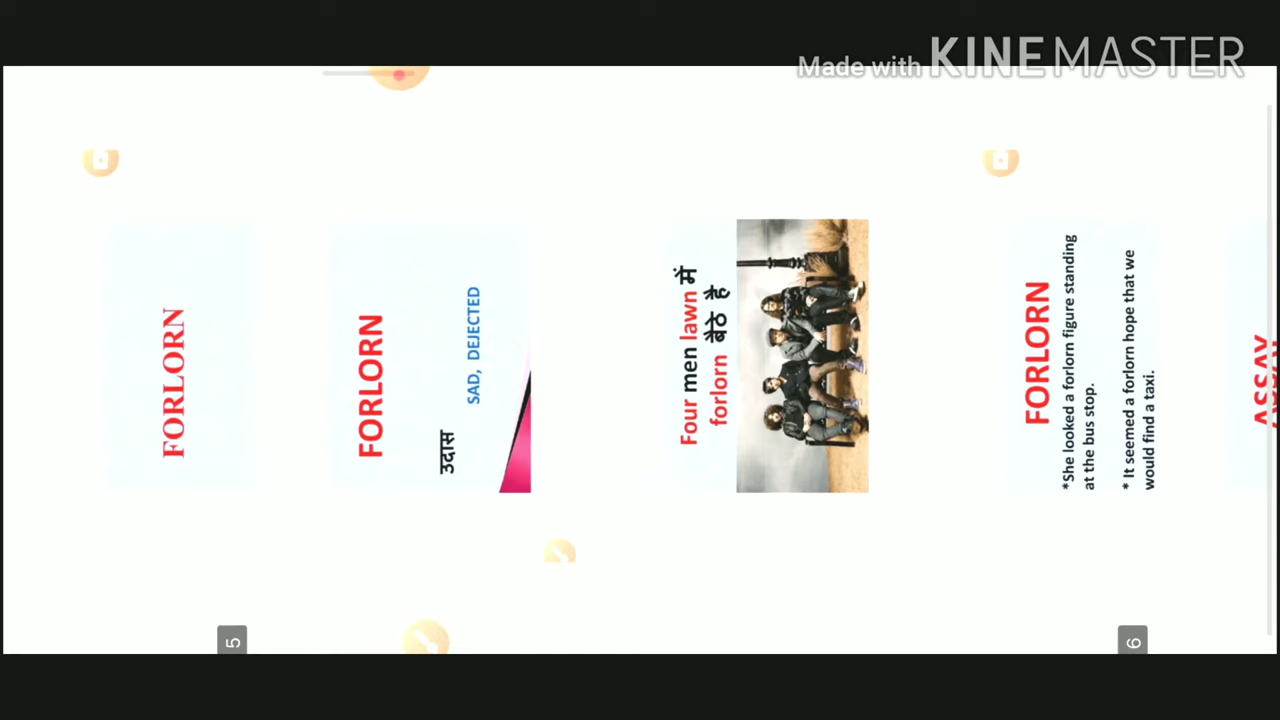 Made with KINEMASTER
FORLORN
FORLORN
उदास
SAD, DEJECTED
Four men lawn में
forlorn बैठे है
FORLORN
*She looked a forlorn figure standing
at the bus stop.
* It seemed a forlorn hope that we
would find a taxi.
ASSAY
5
6